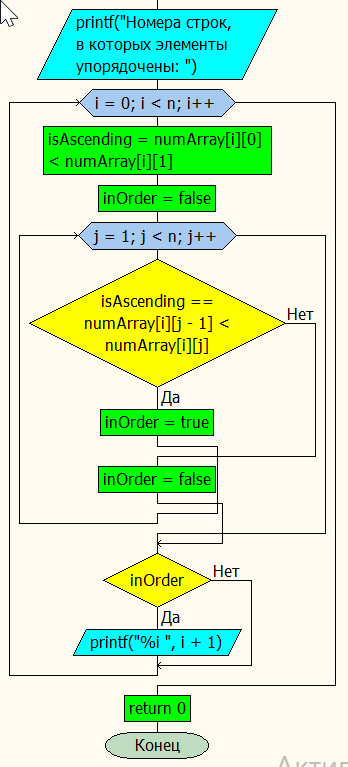 printf("Номера строк,
в которых элементы
упорядочены: ")
i = 0; i < n; i++
isAscending = numArray[i][0]
< numArray[i][1]
inOrder = false
j = 1; j < n; j++
isAscending ==
numArray[i][j - 1] <
numArray[i][j]
Нет
Да
inOrder = true
inOrder = false
inOrder
Нет
Да
printf("%i ", i + 1)
return 0
Конец